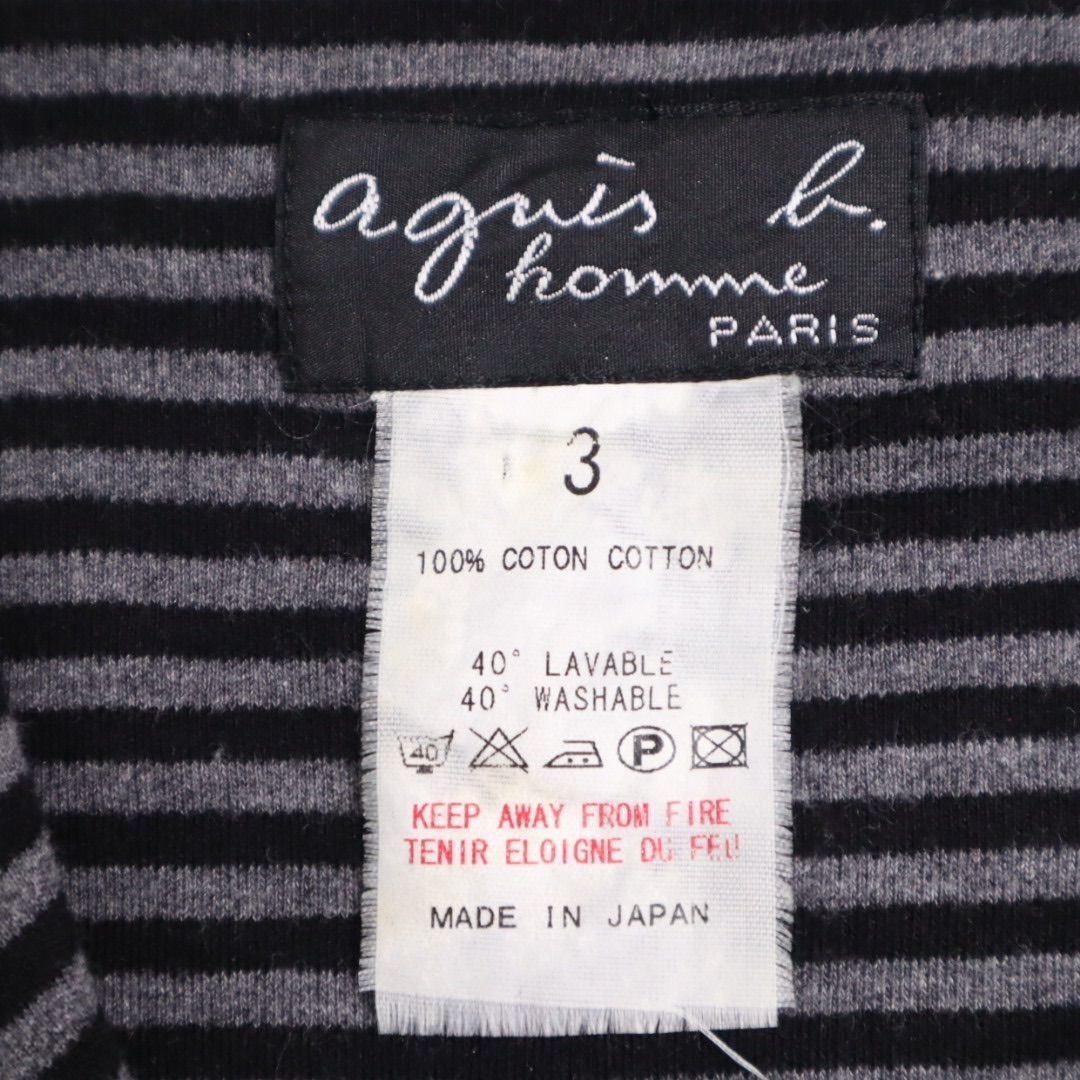 agnès b.
homme
PARIS
3
100% COTON COTTON
40° LAVABLE
40° WASHABLE
40 P
KEEP AWAY FROM FIRE
TENIR ELOIGNE DU FEU
MADE IN JAPAN